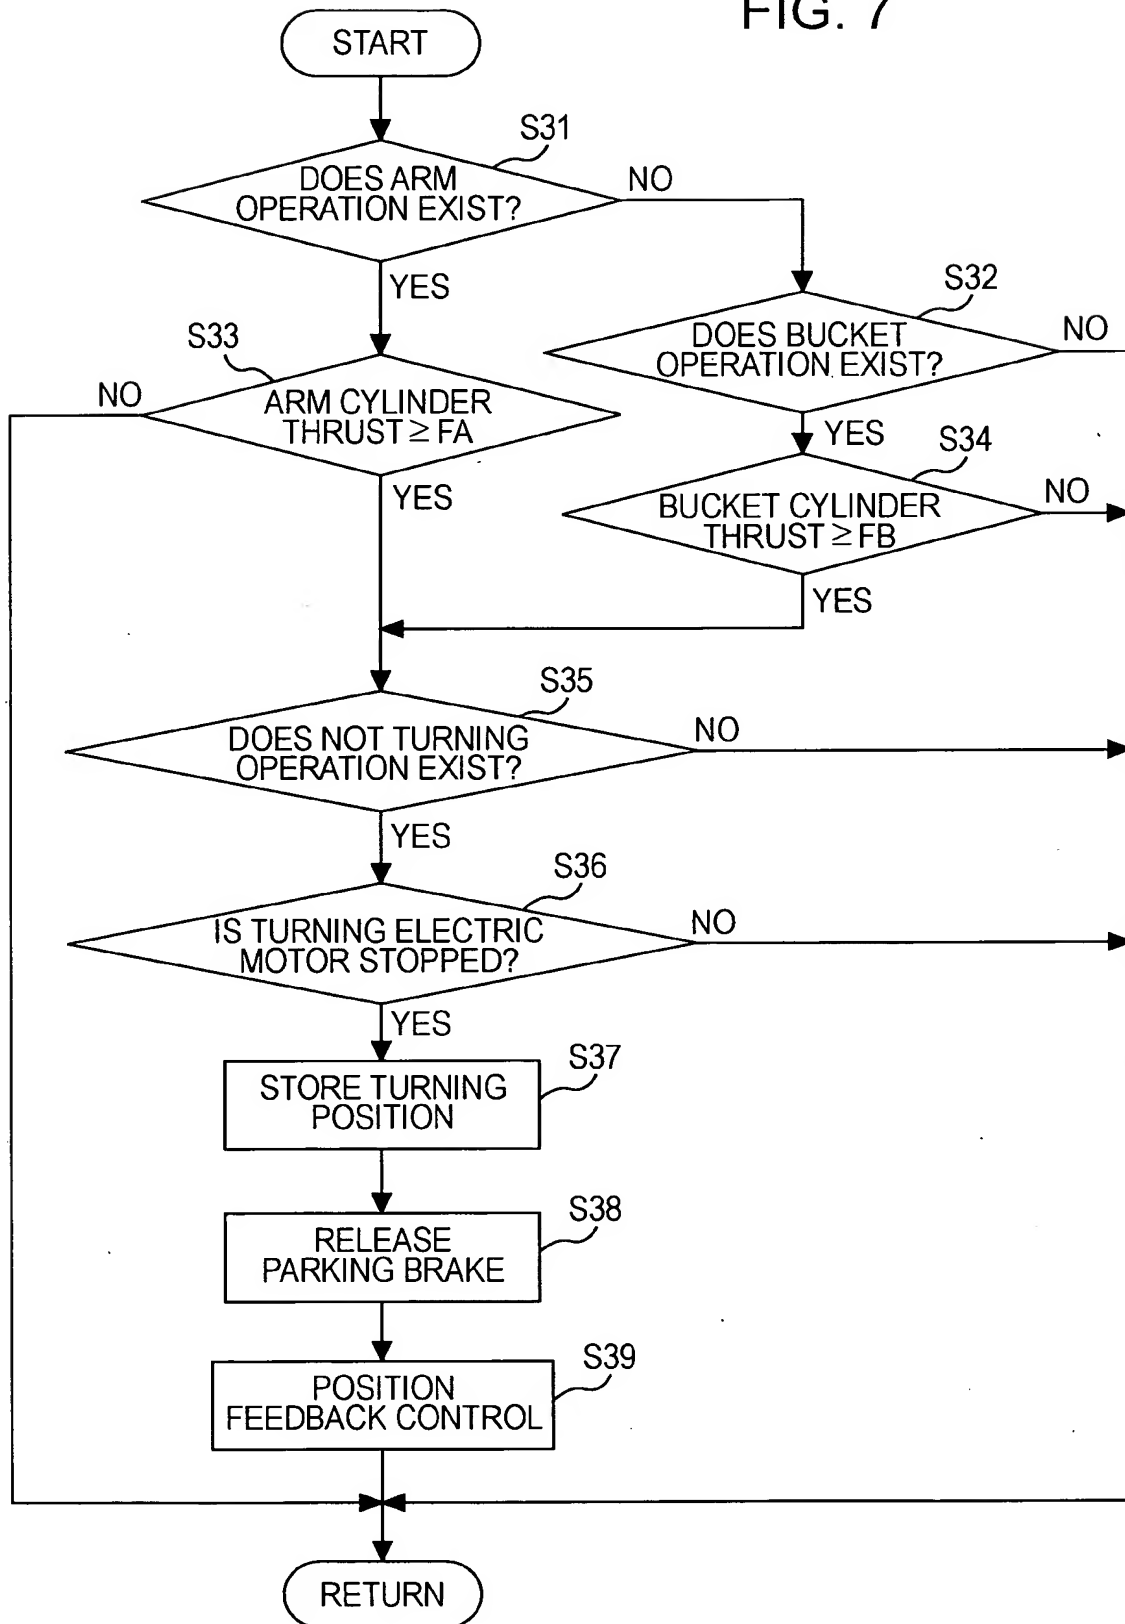 FIG. 7
START
S31
DOES ARM
OPERATION EXIST?
NO
YES
S32
DOES BUCKET
OPERATION EXIST?
NO
YES
S33
NO
ARM CYLINDER
THRUST ≥ FA
YES
S34
BUCKET CYLINDER
THRUST ≥ FB
NO
YES
S35
DOES NOT TURNING
OPERATION EXIST?
NO
YES
S36
IS TURNING ELECTRIC
MOTOR STOPPED?
NO
YES
S37
STORE TURNING
POSITION
S38
RELEASE
PARKING BRAKE
S39
POSITION
FEEDBACK CONTROL
RETURN